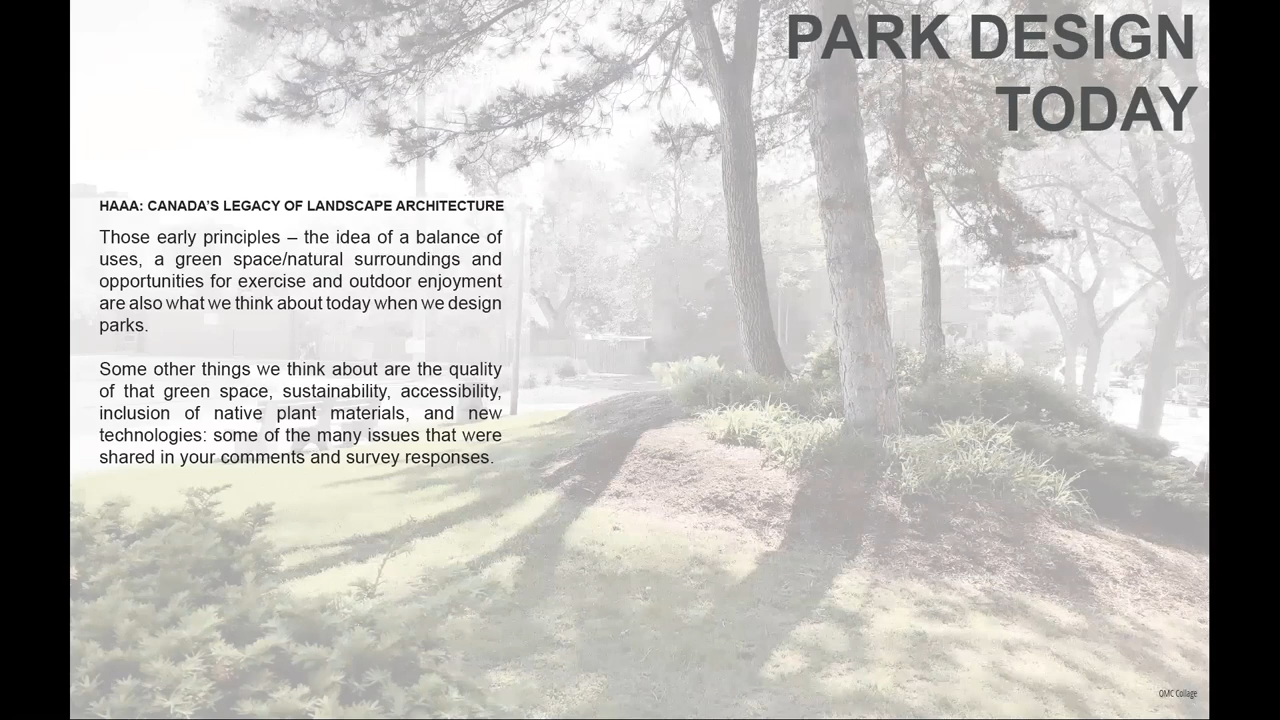 PARK DESIGN
TODAY
HAAA: CANADA’S LEGACY OF LANDSCAPE ARCHITECTURE
Those early principles – the idea of a balance of
uses, a green space/natural surroundings and
opportunities for exercise and outdoor enjoyment
are also what we think about today when we design
parks.
Some other things we think about are the quality
of that green space, sustainability, accessibility,
inclusion of native plant materials, and new
technologies: some of the many issues that were
shared in your comments and survey responses.
QMC Collage